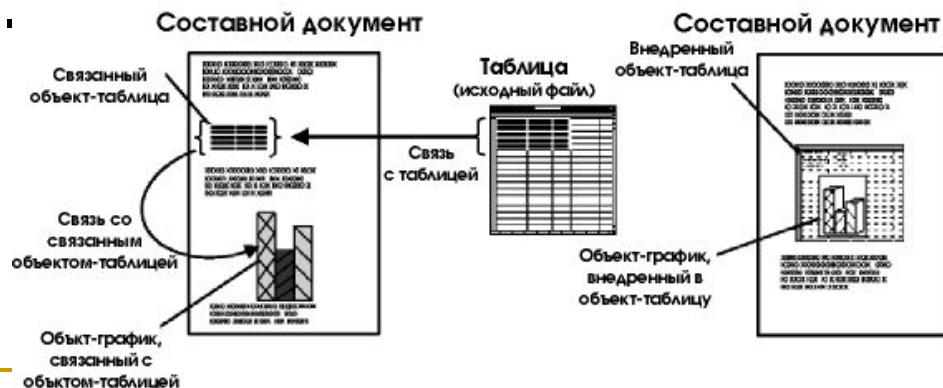 Составной документ
Связанный
объект-таблица
Связь со
связанным
объектом-таблицей
Объкт-график,
связанный с
объктом-таблицей
Таблица
(исходный файл)
Связь
с таблицей
Составной документ
Внедренный
объект-таблица
Объект-график,
внедренный в
объект-таблицу